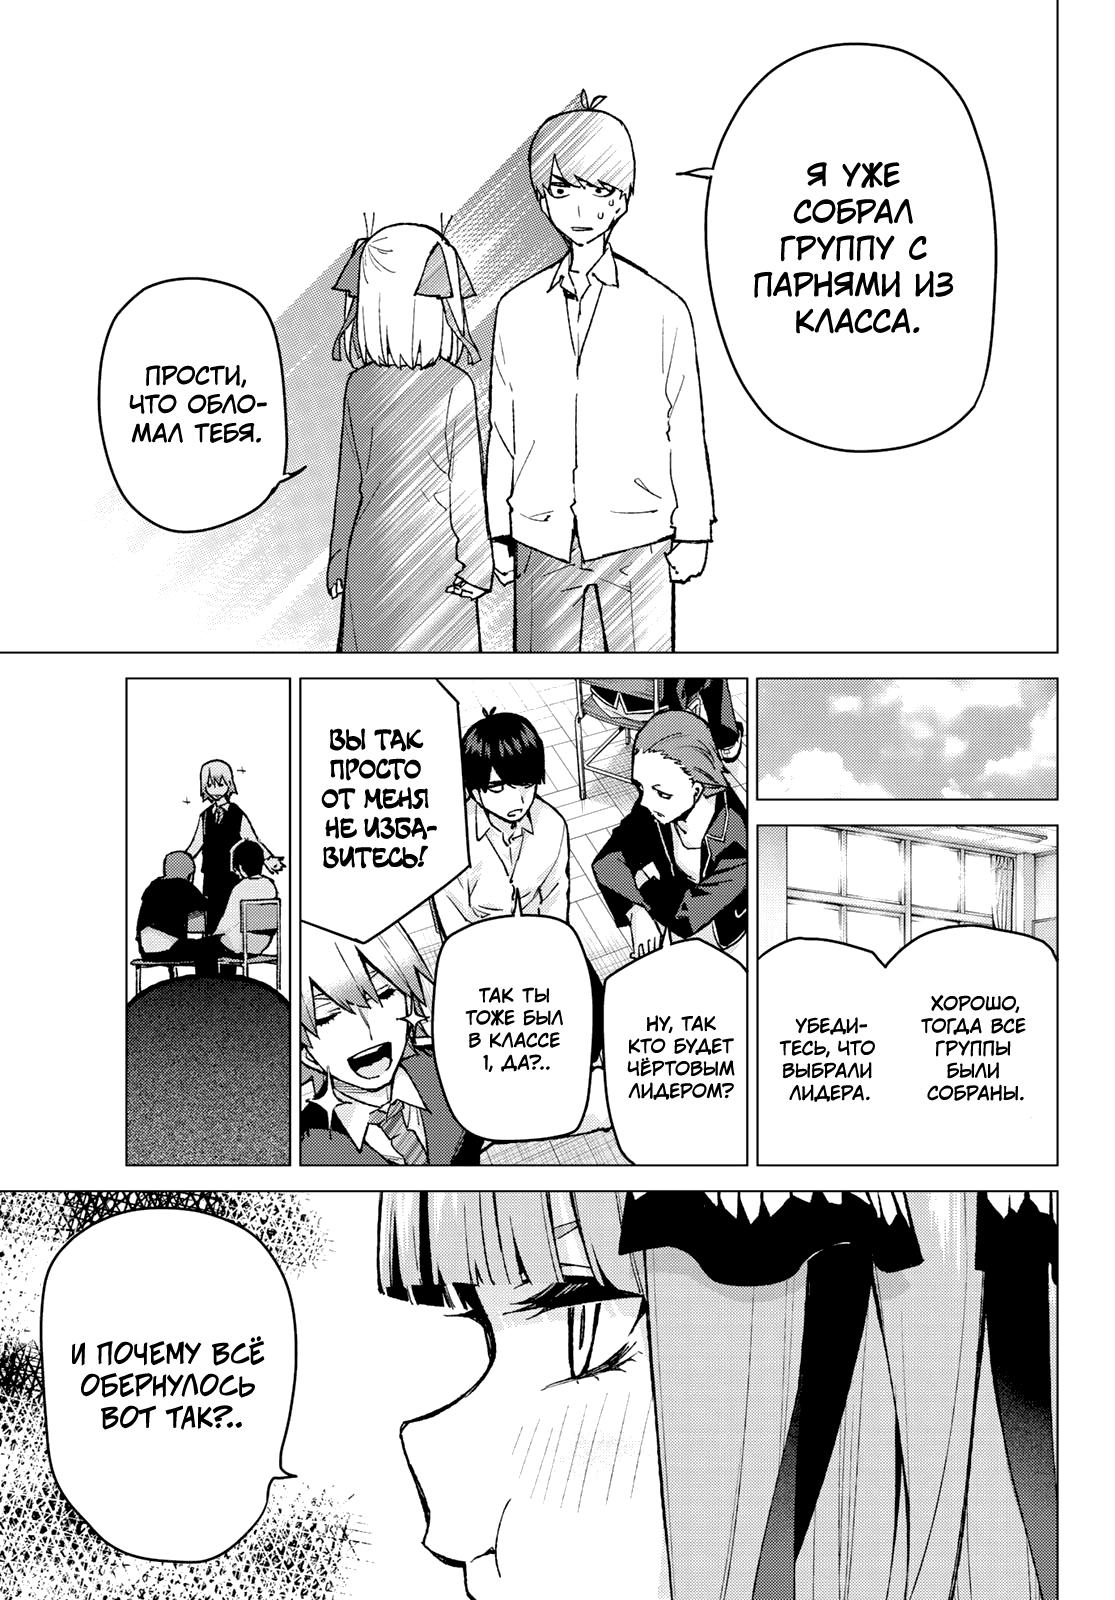 Я УЖЕ
СОБРАЛ
ГРУППУ С
ПАРНЯМИ ИЗ
КЛАССА.
ПРОСТИ,
ЧТО ОБЛО-
МАЛ ТЕБЯ.
ХОРОШО,
ТОГДА ВСЕ
ГРУППЫ
БЫЛИ
СОБРАНЫ.
УБЕДИ-
ТЕСЬ, ЧТО
ВЫБРАЛИ
ЛИДЕРА.
НУ, ТАК
КТО БУДЕТ
ЧЁРТОВЫМ
ЛИДЕРОМ?
ТАК ТЫ
ТОЖЕ БЫЛ
В КЛАССЕ
1, ДА?..
ВЫ ТАК
ПРОСТО
ОТ МЕНЯ
НЕ ИЗБА-
ВИТЕСЬ!
И ПОЧЕМУ ВСЁ
ОБЕРНУЛОСЬ
ВОТ ТАК?..